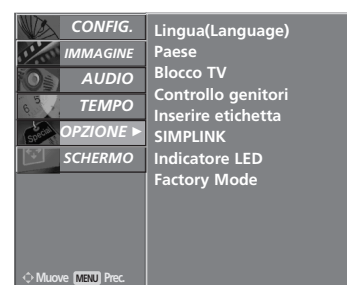 CONFIG.
IMMAGINE
AUDIO
TEMPO
OPZIONE ►
SCHERMO
Lingua(Language)
Paese
Blocco TV
Controllo genitori
Inserire etichetta
SIMPLINK
Indicatore LED
Factory Mode
Special
Muove MENU Prec.